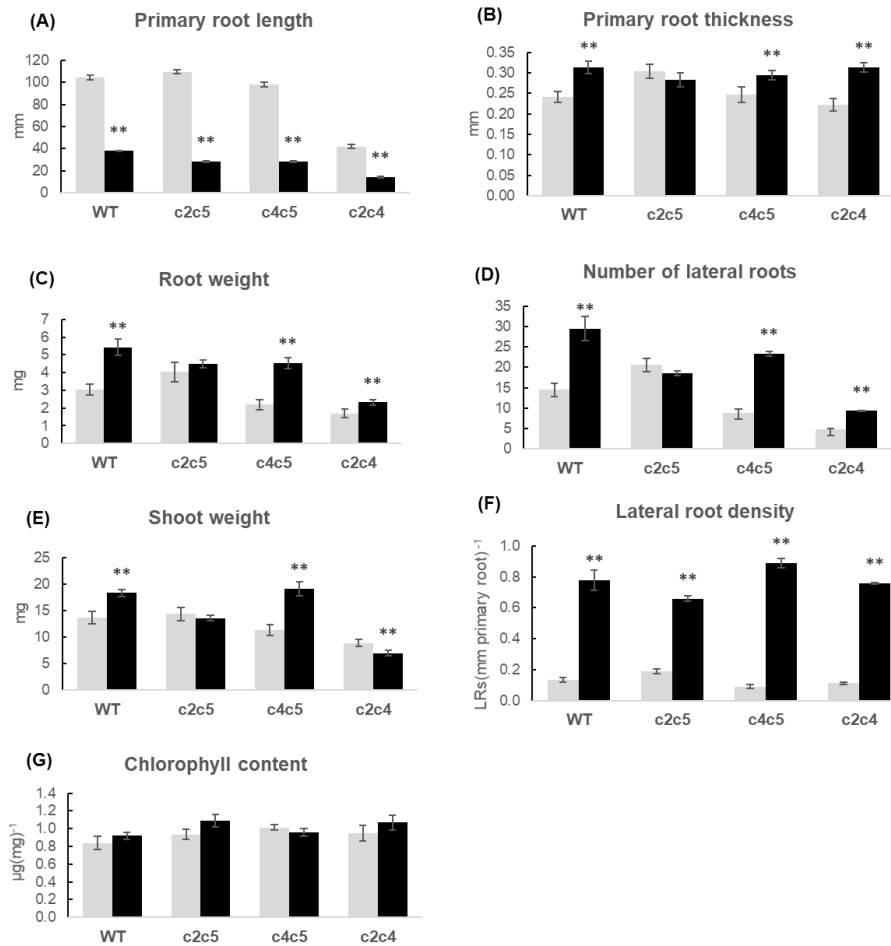 (A) Primary root length
120
100
80
60
40
20
0
mm
** ** ** **
WT c2c5 c4c5 c2c4
(B) Primary root thickness
0.35
0.30
0.25
0.20
0.15
0.10
0.05
0.00
mm
** ** **
WT c2c5 c4c5 c2c4
(C) Root weight
7
6
5
4
3
2
1
0
mg
** ** **
WT c2c5 c4c5 c2c4
(D) Number of lateral roots
35
30
25
20
15
10
5
0
** ** **
WT c2c5 c4c5 c2c4
(E) Shoot weight
25
20
15
10
5
0
mg
** ** **
WT c2c5 c4c5 c2c4
(F) Lateral root density
1.0
0.8
0.6
0.4
0.2
0.0
LRs(mm primary root)⁻¹
** ** ** **
WT c2c5 c4c5 c2c4
(G) Chlorophyll content
1.4
1.2
1.0
0.8
0.6
0.4
0.2
0.0
µg(mg)⁻¹
WT c2c5 c4c5 c2c4